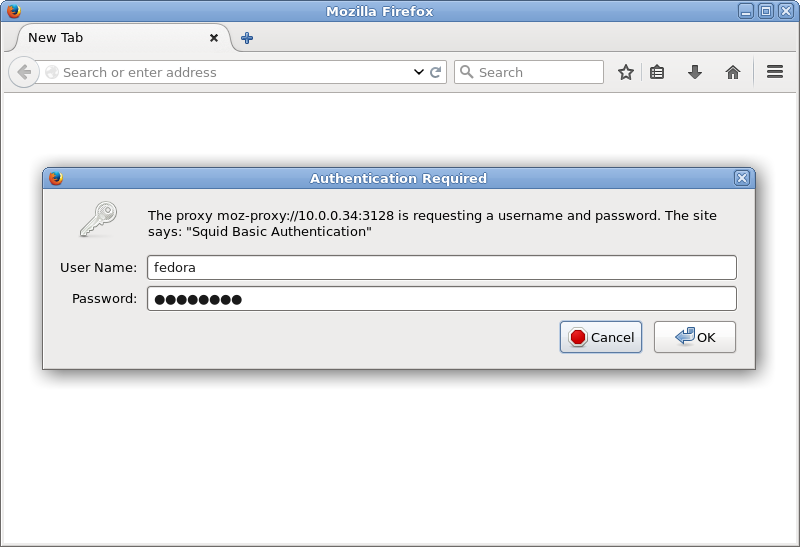 Mozilla Firefox
New Tab
Search or enter address
Search
Authentication Required
The proxy moz-proxy://10.0.0.34:3128 is requesting a username and password. The site
says: "Squid Basic Authentication"
User Name: fedora
Password: ●●●●●●●●
Cancel OK